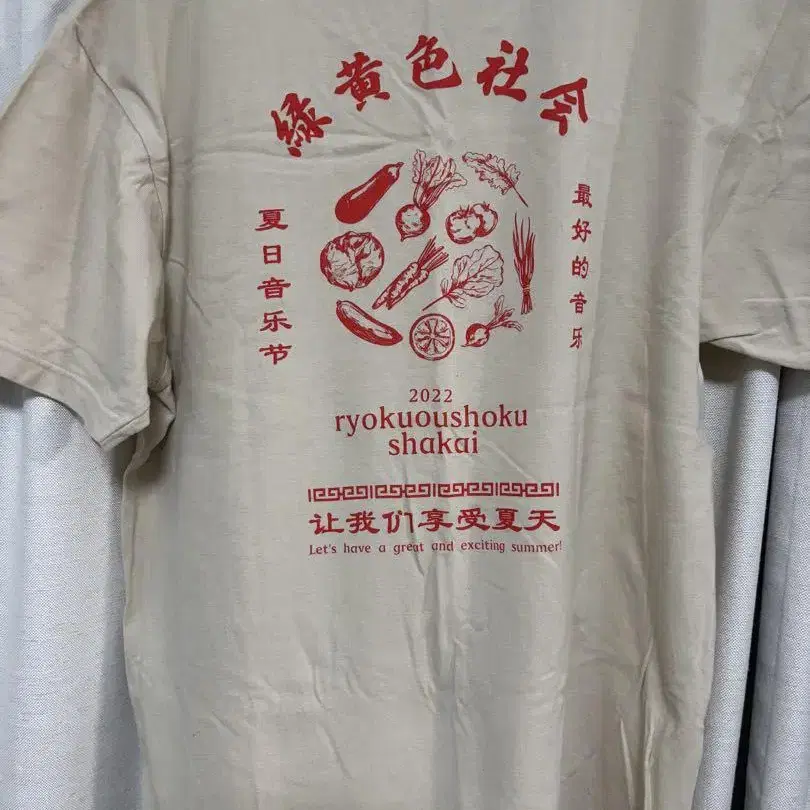 緑黄色社会
夏日音乐节
最好的音乐
2022
ryokuoushoku
shakai
让我们享受夏天
Let's have a great and exciting summer!